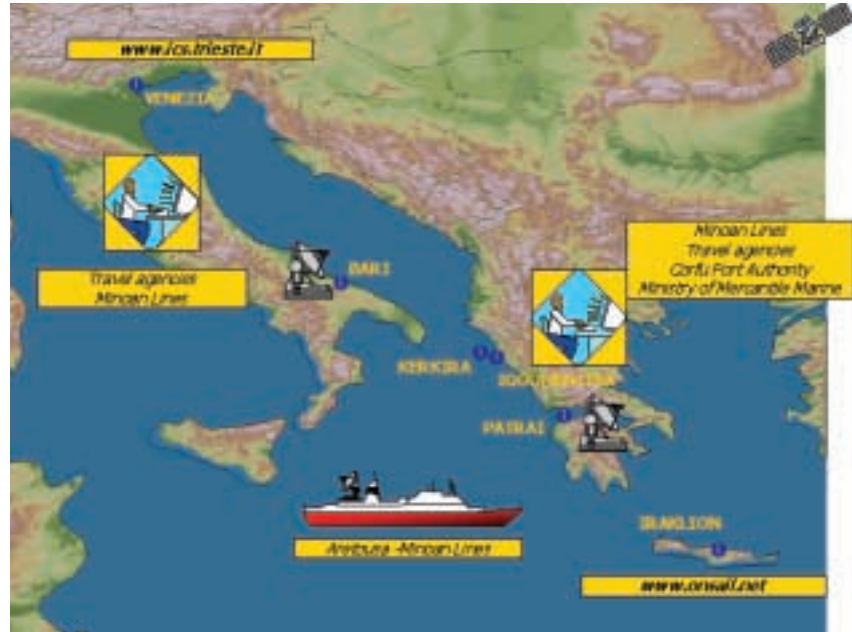 www.ics.trieste.it
VENEZIA
Minoan Lines
Travel agencies
Corfu Port Authority
Ministry of Mercantile Marine
BARI
Travel agencies
Minoan Lines
KERKIRA
PATRAI
IRAKLION
-Minoan Lines
www.onsail.net